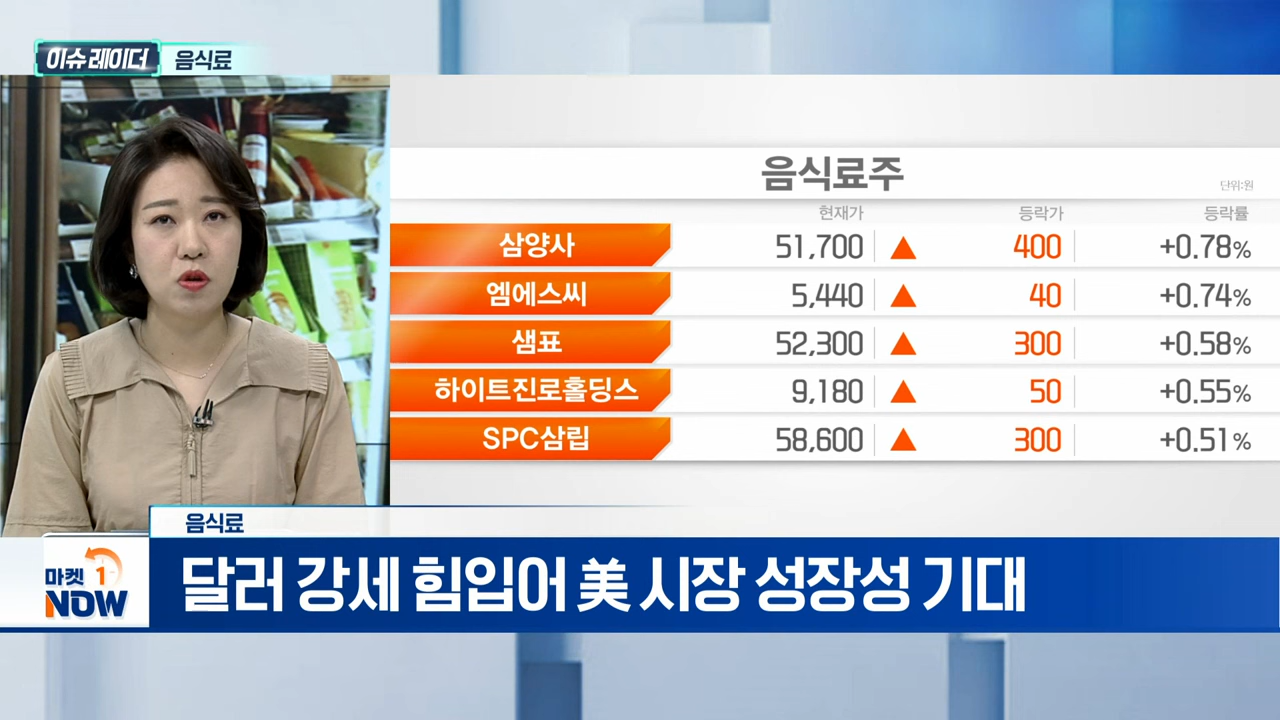 이슈레이더 음식료
음식료주
단위:원
현재가 등락가 등락률
삼양사 51,700 ▲ 400 +0.78%
엠에스씨 5,440 ▲ 40 +0.74%
샘표 52,300 ▲ 300 +0.58%
하이트진로홀딩스 9,180 ▲ 50 +0.55%
SPC삼립 58,600 ▲ 300 +0.51%
음식료
마켓 1
NOW
달러 강세 힘입어 美 시장 성장성 기대